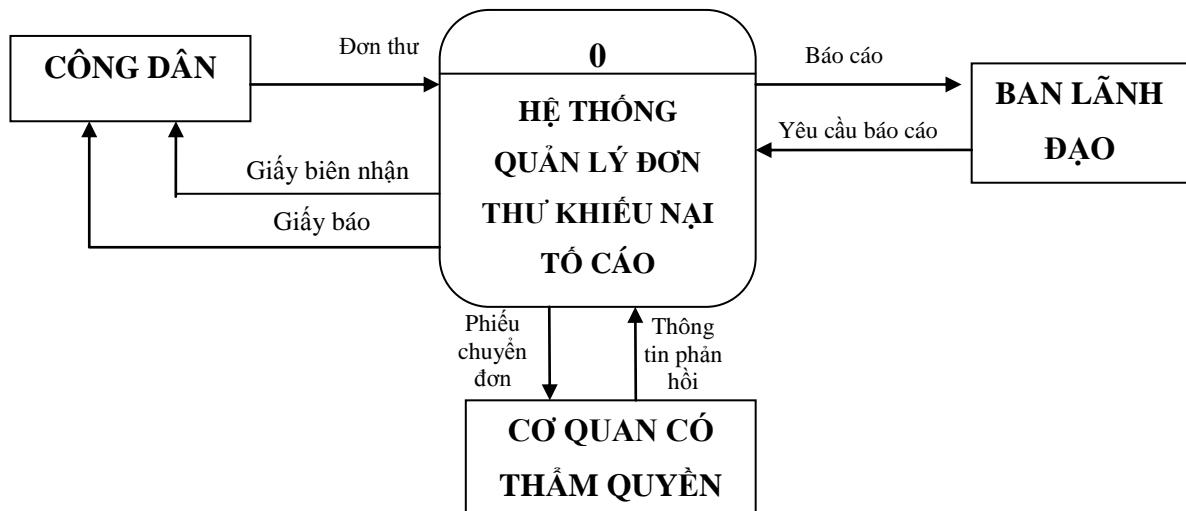 CÔNG DÂN
Đơn thư
0
HỆ THỐNG
QUẢN LÝ ĐƠN
THƯ KHIẾU NẠI
TỐ CÁO
Báo cáo
Yêu cầu báo cáo
BAN LÃNH
ĐẠO
Giấy biên nhận
Giấy báo
Phiếu
chuyển
đơn
Thông
tin phản
hồi
CƠ QUAN CÓ
THẨM QUYỀN